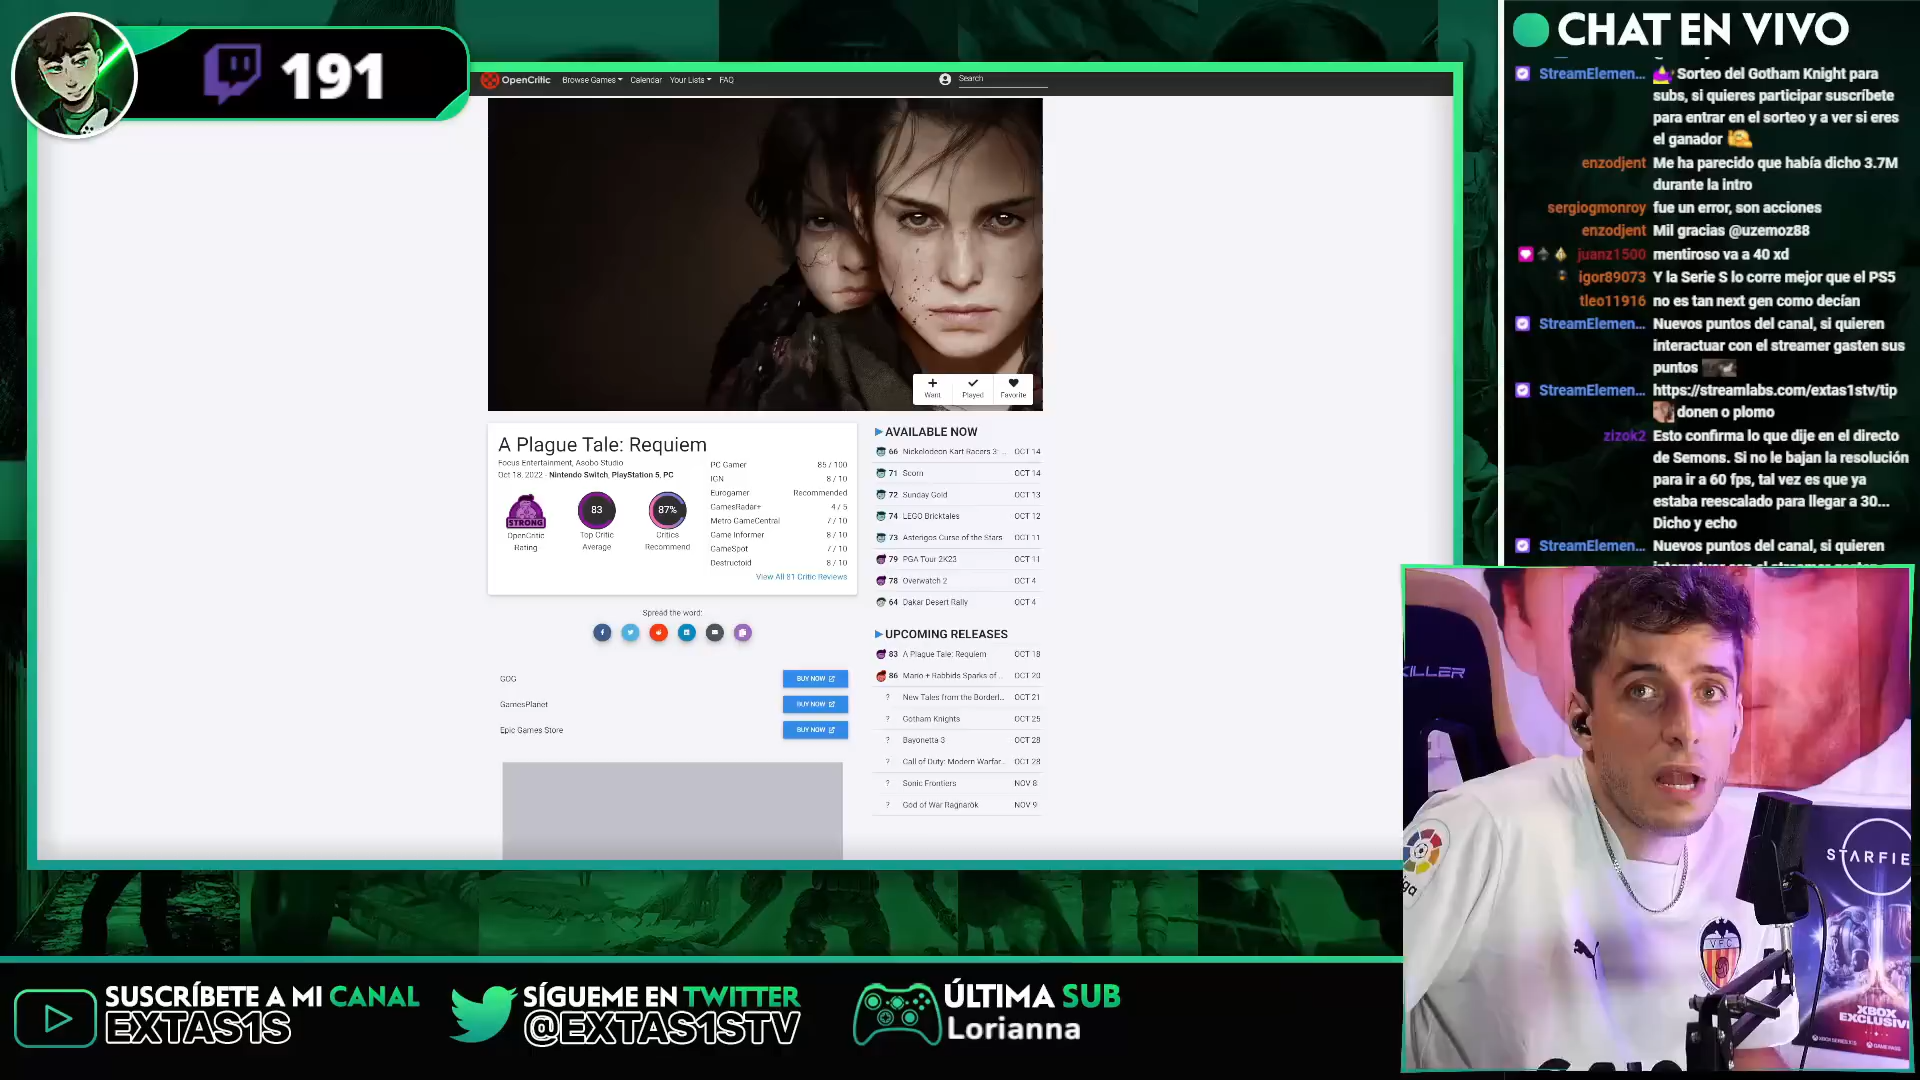 191
OpenCritic Browse Games Calendar Your Lists FAQ Search
Want Played Favorite
A Plague Tale: Requiem
Focus Entertainment, Asobo Studio
Oct 18, 2022 - Nintendo Switch, PlayStation 5, PC
STRONG
OpenCritic
Rating
83
Top Critic
Average
87%
Critics
Recommend
PC Gamer 85 / 100
IGN 8 / 10
Eurogamer Recommended
GamesRadar+ 4 / 5
Metro GameCentral 7 / 10
Game Informer 8 / 10
GameSpot 7 / 10
Destructoid 8 / 10
View All 81 Critic Reviews
Spread the word:
GOG BUY NOW
GamesPlanet BUY NOW
Epic Games Store BUY NOW
AVAILABLE NOW
66 Nickelodeon Kart Racers 3: ... OCT 14
71 Scorn OCT 14
72 Sunday Gold OCT 13
74 LEGO Bricktales OCT 12
73 Asterigos Curse of the Stars OCT 11
79 PGA Tour 2K23 OCT 11
78 Overwatch 2 OCT 4
64 Dakar Desert Rally OCT 4
UPCOMING RELEASES
83 A Plague Tale: Requiem OCT 18
86 Mario + Rabbids Sparks of ... OCT 20
? New Tales from the Borderl... OCT 21
? Gotham Knights OCT 25
? Bayonetta 3 OCT 28
? Call of Duty: Modern Warfar... OCT 28
? Sonic Frontiers NOV 8
? God of War Ragnarök NOV 9
CHAT EN VIVO
StreamElemen... Sorteo del Gotham Knight para
subs, si quieres participar suscríbete
para entrar en el sorteo y a ver si eres
el ganador
enzodjent Me ha parecido que había dicho 3.7M
durante la intro
sergiogmonroy fue un error, son acciones
enzodjent Mil gracias @uzemoz88
juanz1500 mentiroso va a 40 xd
igor89073 Y la Serie S lo corre mejor que el PS5
tleo11916 no es tan next gen como decían
StreamElemen... Nuevos puntos del canal, si quieren
interactuar con el streamer gasten sus
puntos
StreamElemen... https://streamlabs.com/extas1stv/tip
donen o plomo
zizok2 Esto confirma lo que dije en el directo
de Semons. Si no le bajan la resolución
para ir a 60 fps, tal vez es que ya
estaba reescalado para llegar a 30...
Dicho y echo
StreamElemen... Nuevos puntos del canal, si quieren
KILLER
STARFIE
iga
VFC
XBOX
EXCLUSIV
SUSCRÍBETE A MI CANAL
EXTAS1S
SÍGUEME EN TWITTER
@EXTAS1STV
ÚLTIMA SUB
Lorianna